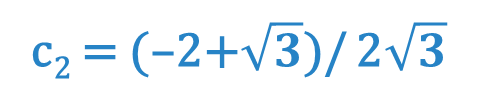 c₂ = (–2+√3)/ 2√3